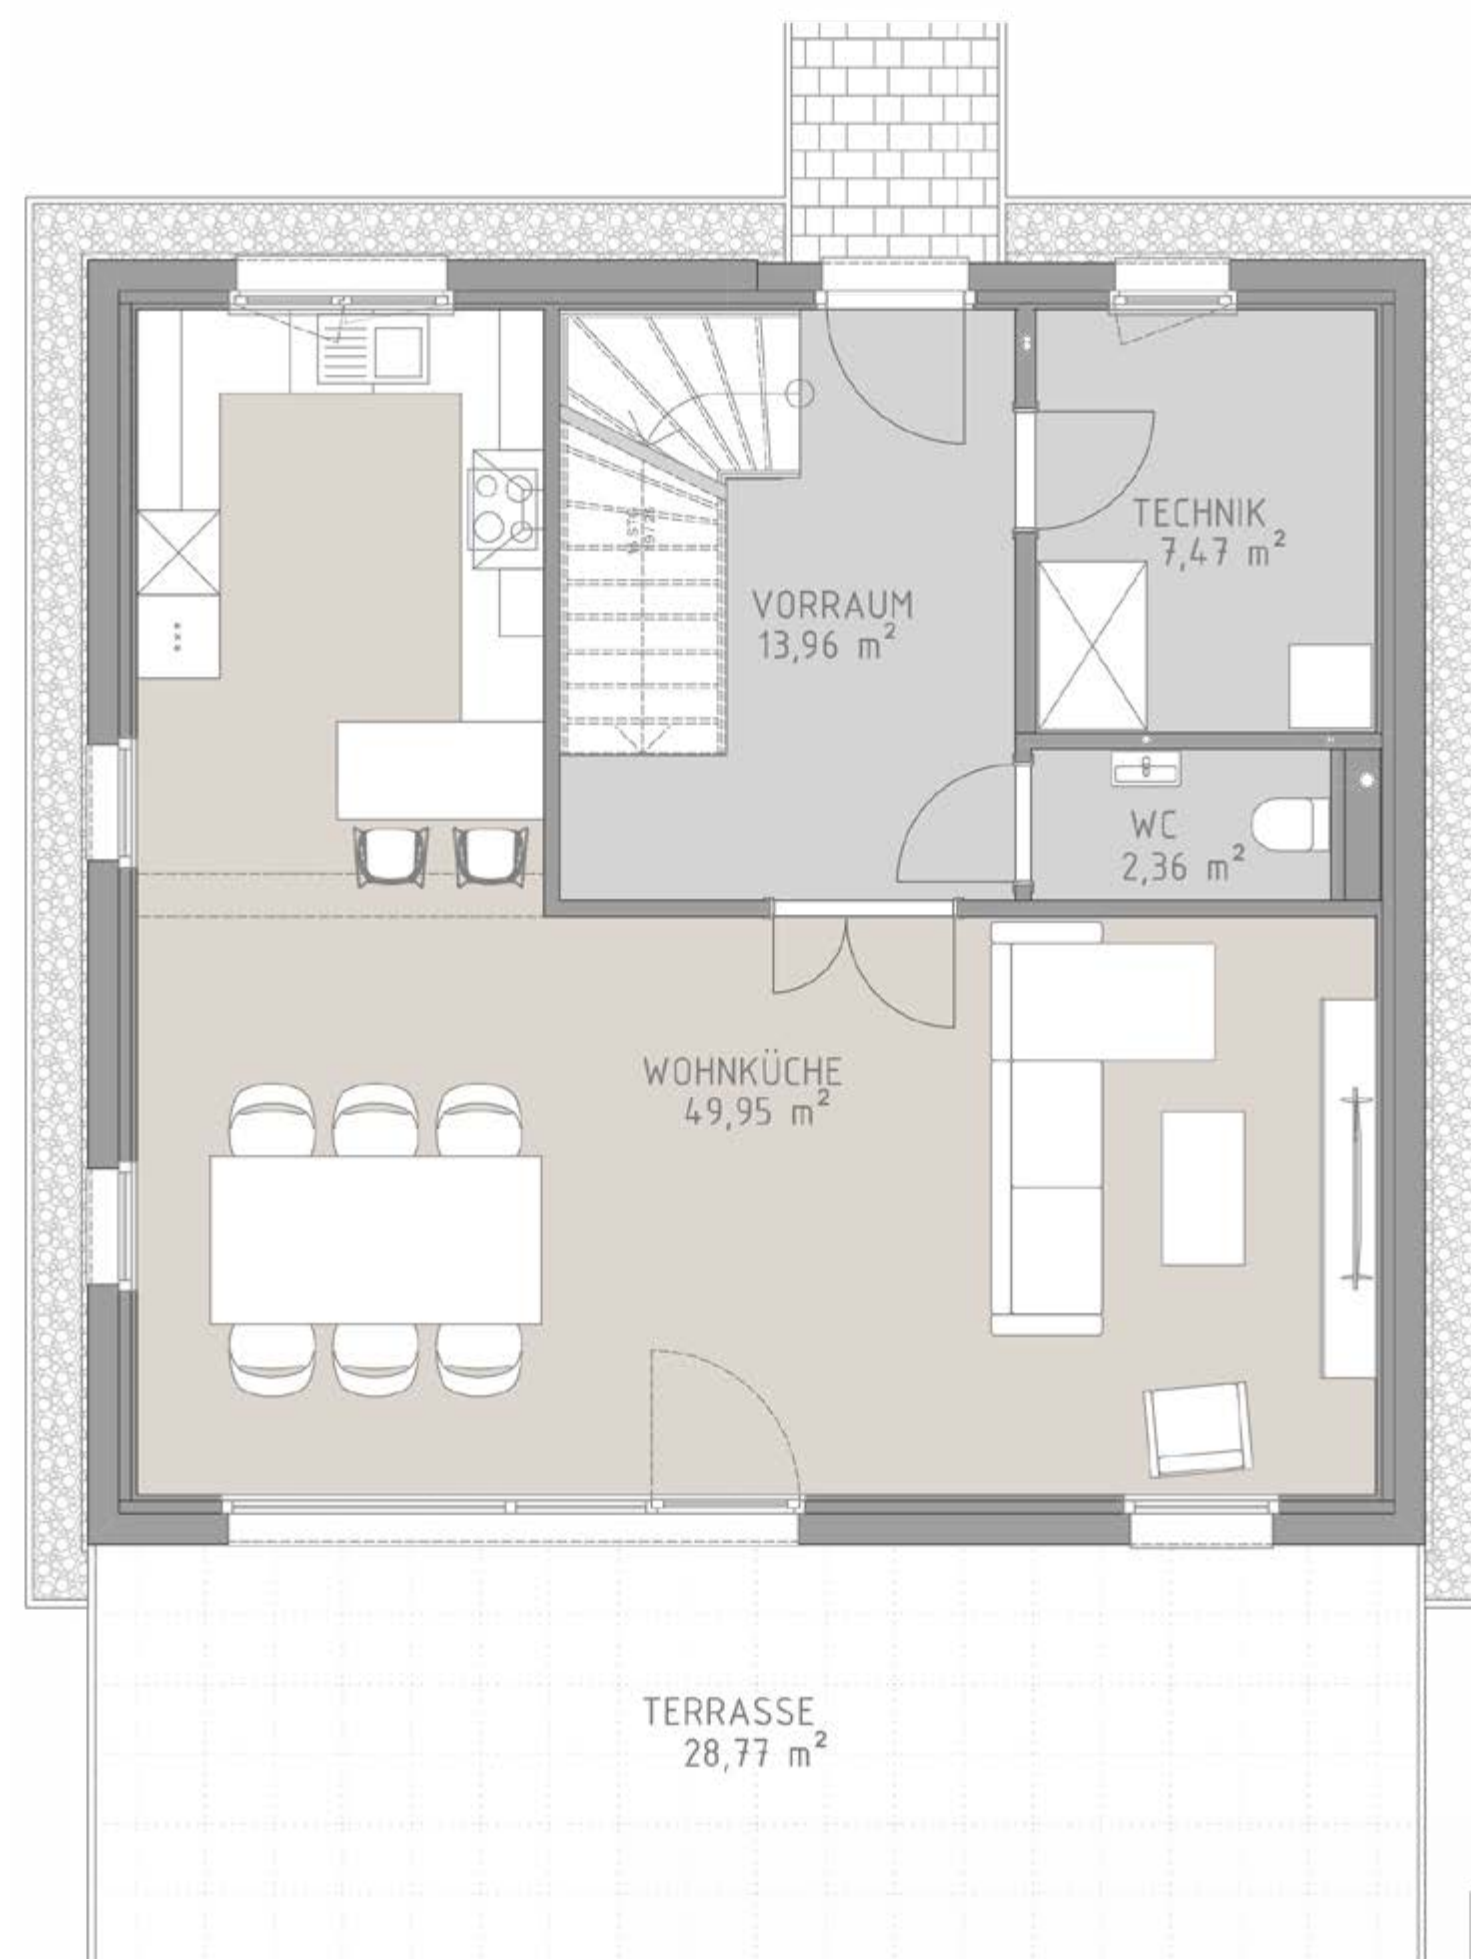 TECHNIK
7,47 m²
VORRAUM
13,96 m²
WC
2,36 m²
WOHNKÜCHE
49,95 m²
TERRASSE
28,77 m²